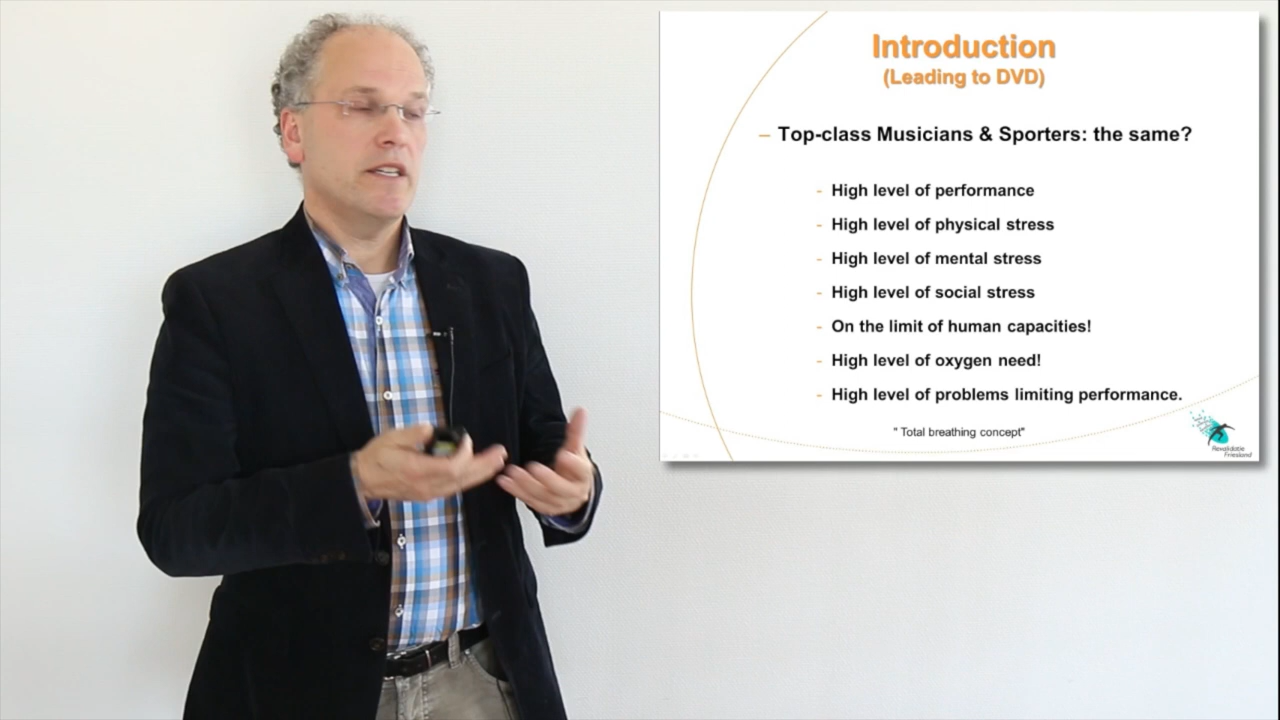 Introduction
(Leading to DVD)
– Top-class Musicians & Sporters: the same?
- High level of performance
- High level of physical stress
- High level of mental stress
- High level of social stress
- On the limit of human capacities!
- High level of oxygen need!
- High level of problems limiting performance.
" Total breathing concept"
Revalidatie
Friesland